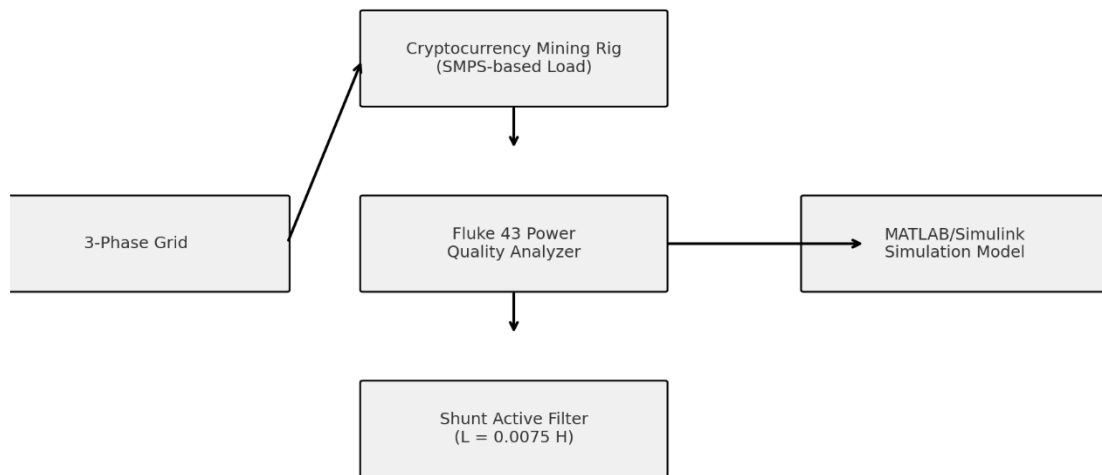 Cryptocurrency Mining Rig
(SMPS-based Load)
3-Phase Grid
Fluke 43 Power
Quality Analyzer
MATLAB/Simulink
Simulation Model
Shunt Active Filter
(L = 0.0075 H)